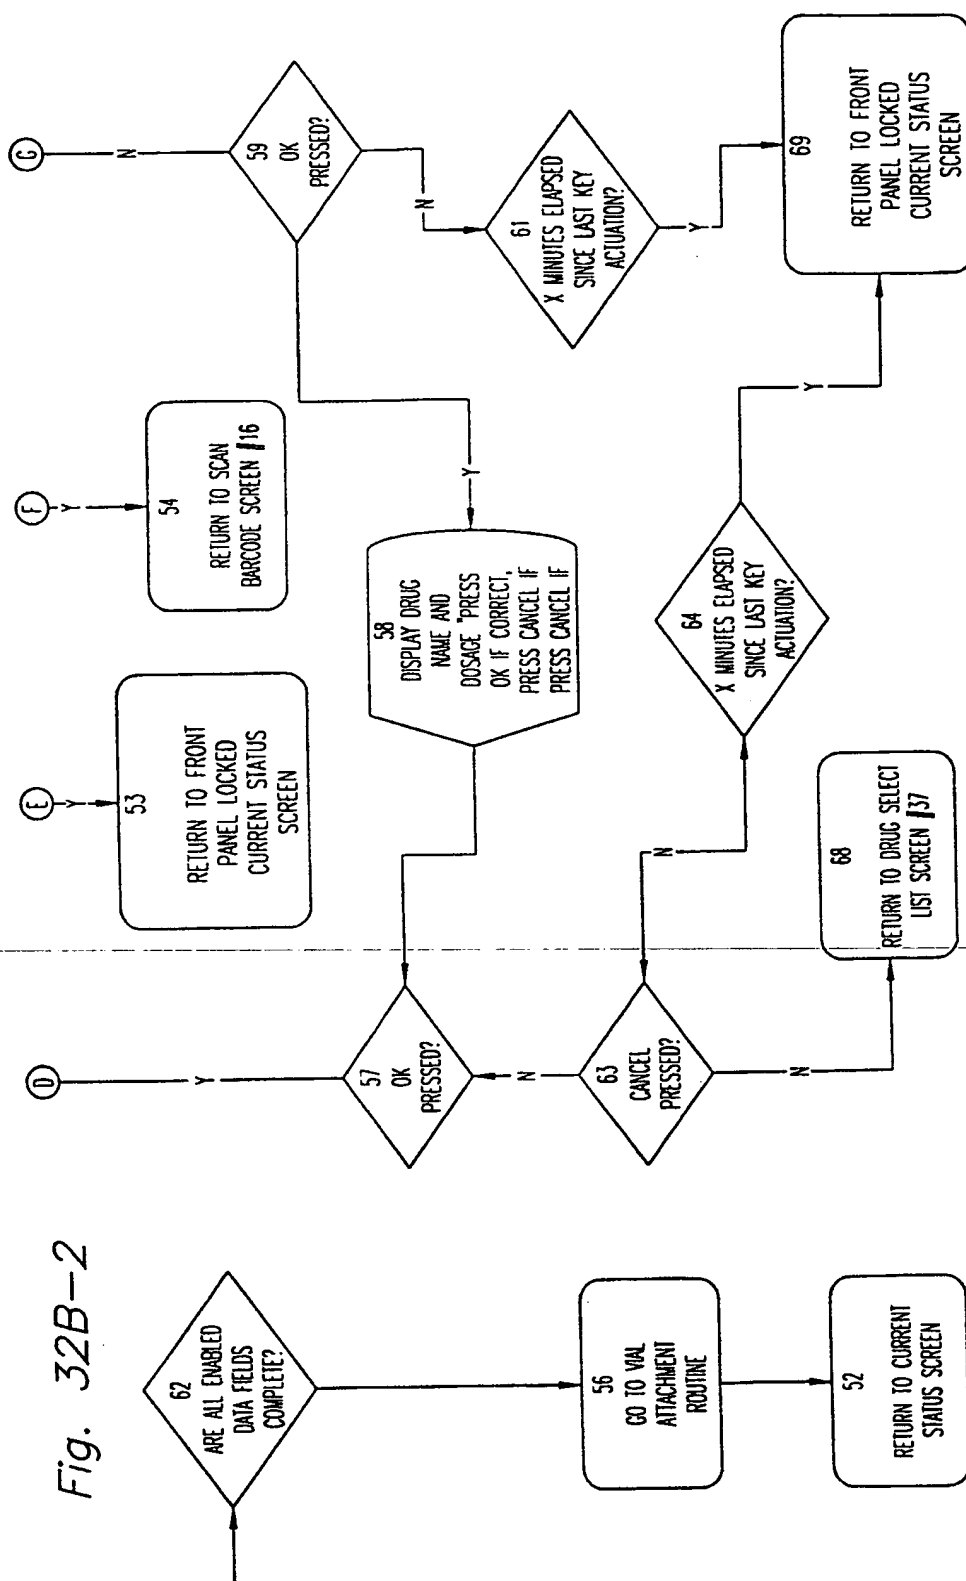 Fig. 32B-2
62
ARE ALL ENABLED
DATA FIELDS
COMPLETE?
56
GO TO VIAL
ATTACHMENT
ROUTINE
52
RETURN TO CURRENT
STATUS SCREEN
D
Y
57
OK
PRESSED?
N
63
CANCEL
PRESSED?
N
68
RETURN TO DRUG SELECT
LIST SCREEN
37
E
Y
53
RETURN TO FRONT
PANEL LOCKED
CURRENT STATUS
SCREEN
F
Y
54
RETURN TO SCAN
BARCODE SCREEN
16
58
DISPLAY DRUG
NAME AND
DOSAGE "PRESS
OK IF CORRECT,
PRESS CANCEL IF
PRESS CANCEL IF
Y
N
64
X MINUTES ELAPSED
SINCE LAST KEY
ACTUATION?
Y
G
N
59
OK
PRESSED?
N
61
X MINUTES ELAPSED
SINCE LAST KEY
ACTUATION?
Y
69
RETURN TO FRONT
PANEL LOCKED
CURRENT STATUS
SCREEN